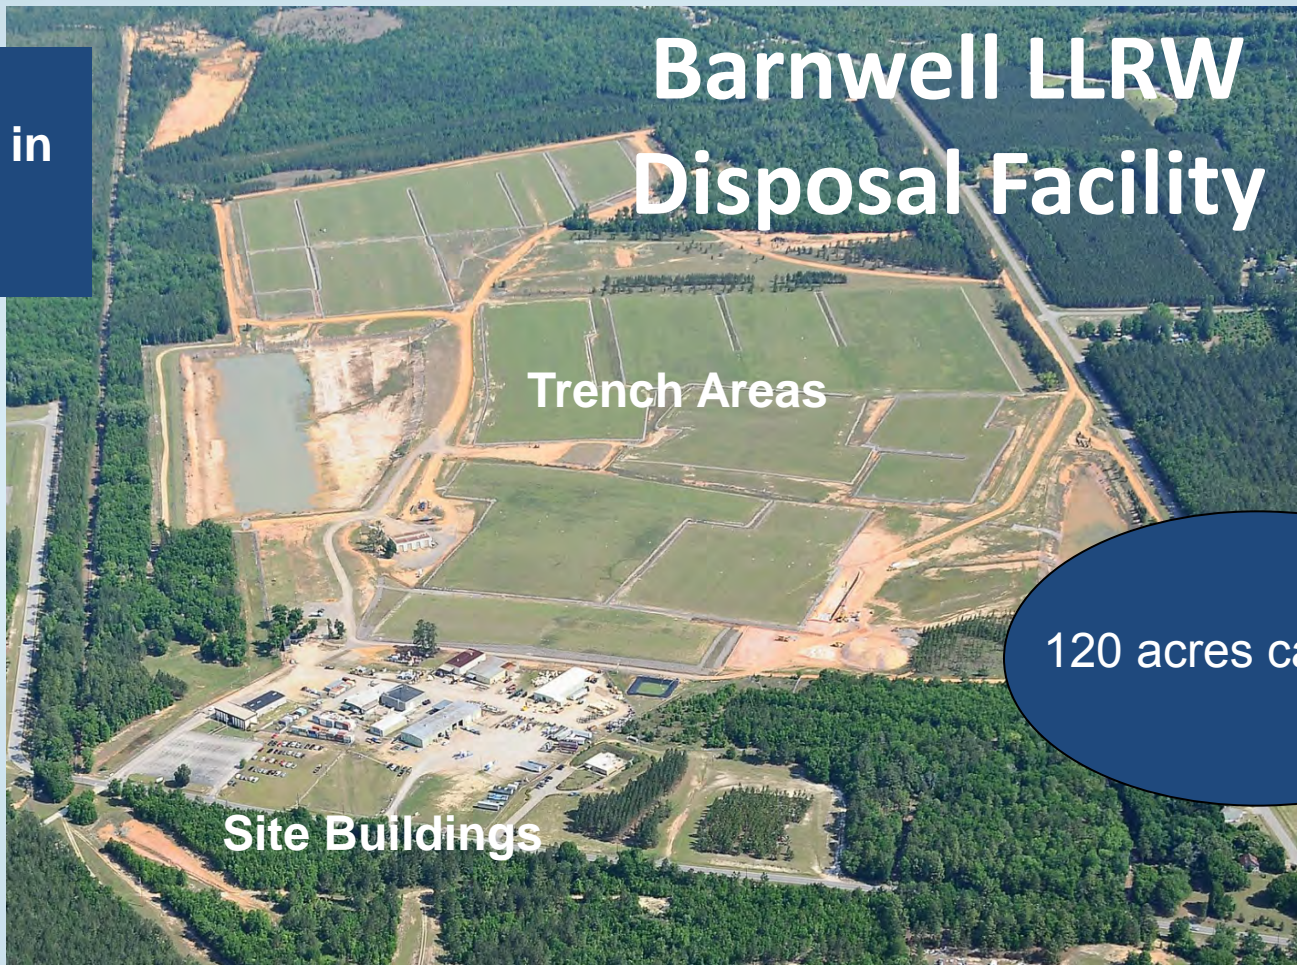 Barnwell LLRW
Disposal Facility
in
Trench Areas
120 acres
Site Buildings